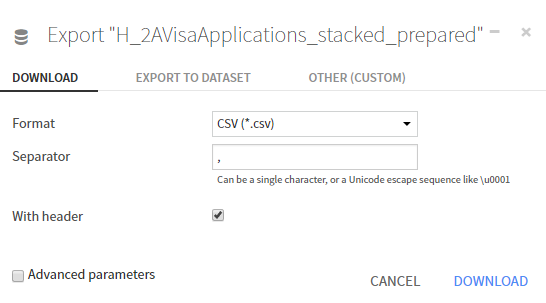 Export "H_2AVisaApplications_stacked_prepared"
DOWNLOAD EXPORT TO DATASET OTHER (CUSTOM)
Format CSV (*.csv)
Separator ,
Can be a single character, or a Unicode escape sequence like \u0001
With header
Advanced parameters
CANCEL DOWNLOAD